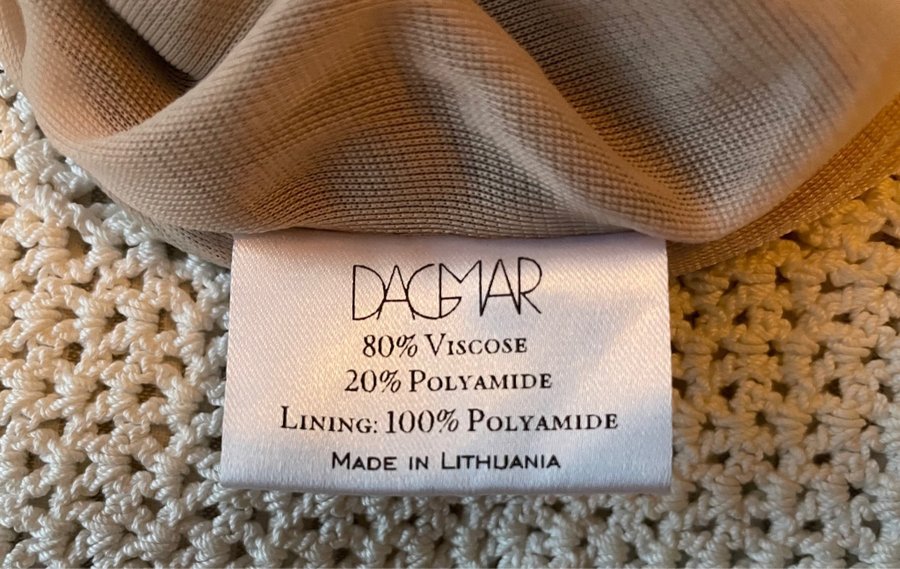 DAGMAR
80% VISCOSE
20% POLYAMIDE
LINING: 100% POLYAMIDE
MADE IN LITHUANIA